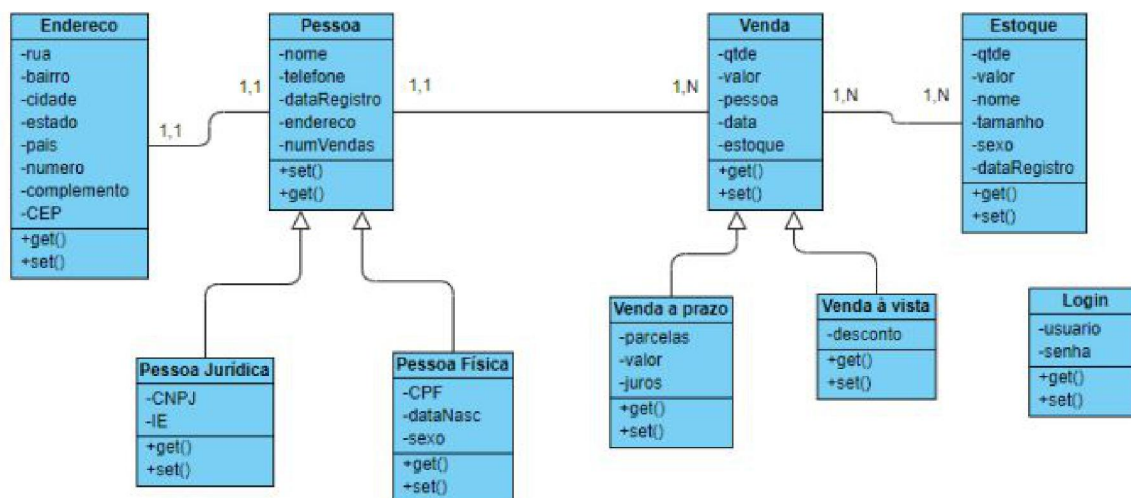 Endereco
-rua
-bairro
-cidade
-estado
-pais
-numero
-complemento
-CEP
+get()
+set()
1,1
1,1
Pessoa
-nome
-telefone
-dataRegistro
-endereco
-numVendas
+set()
+get()
1,1
1,N
Venda
-qtde
-valor
-pessoa
-data
-estoque
+get()
+set()
1,N
1,N
Estoque
-qtde
-valor
-nome
-tamanho
-sexo
-dataRegistro
+get()
+set()
Pessoa Jurídica
-CNPJ
-IE
+get()
+set()
Pessoa Física
-CPF
-dataNasc
-sexo
+get()
+set()
Venda a prazo
-parcelas
-valor
-juros
+get()
+set()
Venda à vista
-desconto
+get()
+set()
Login
-usuario
-senha
+get()
+set()